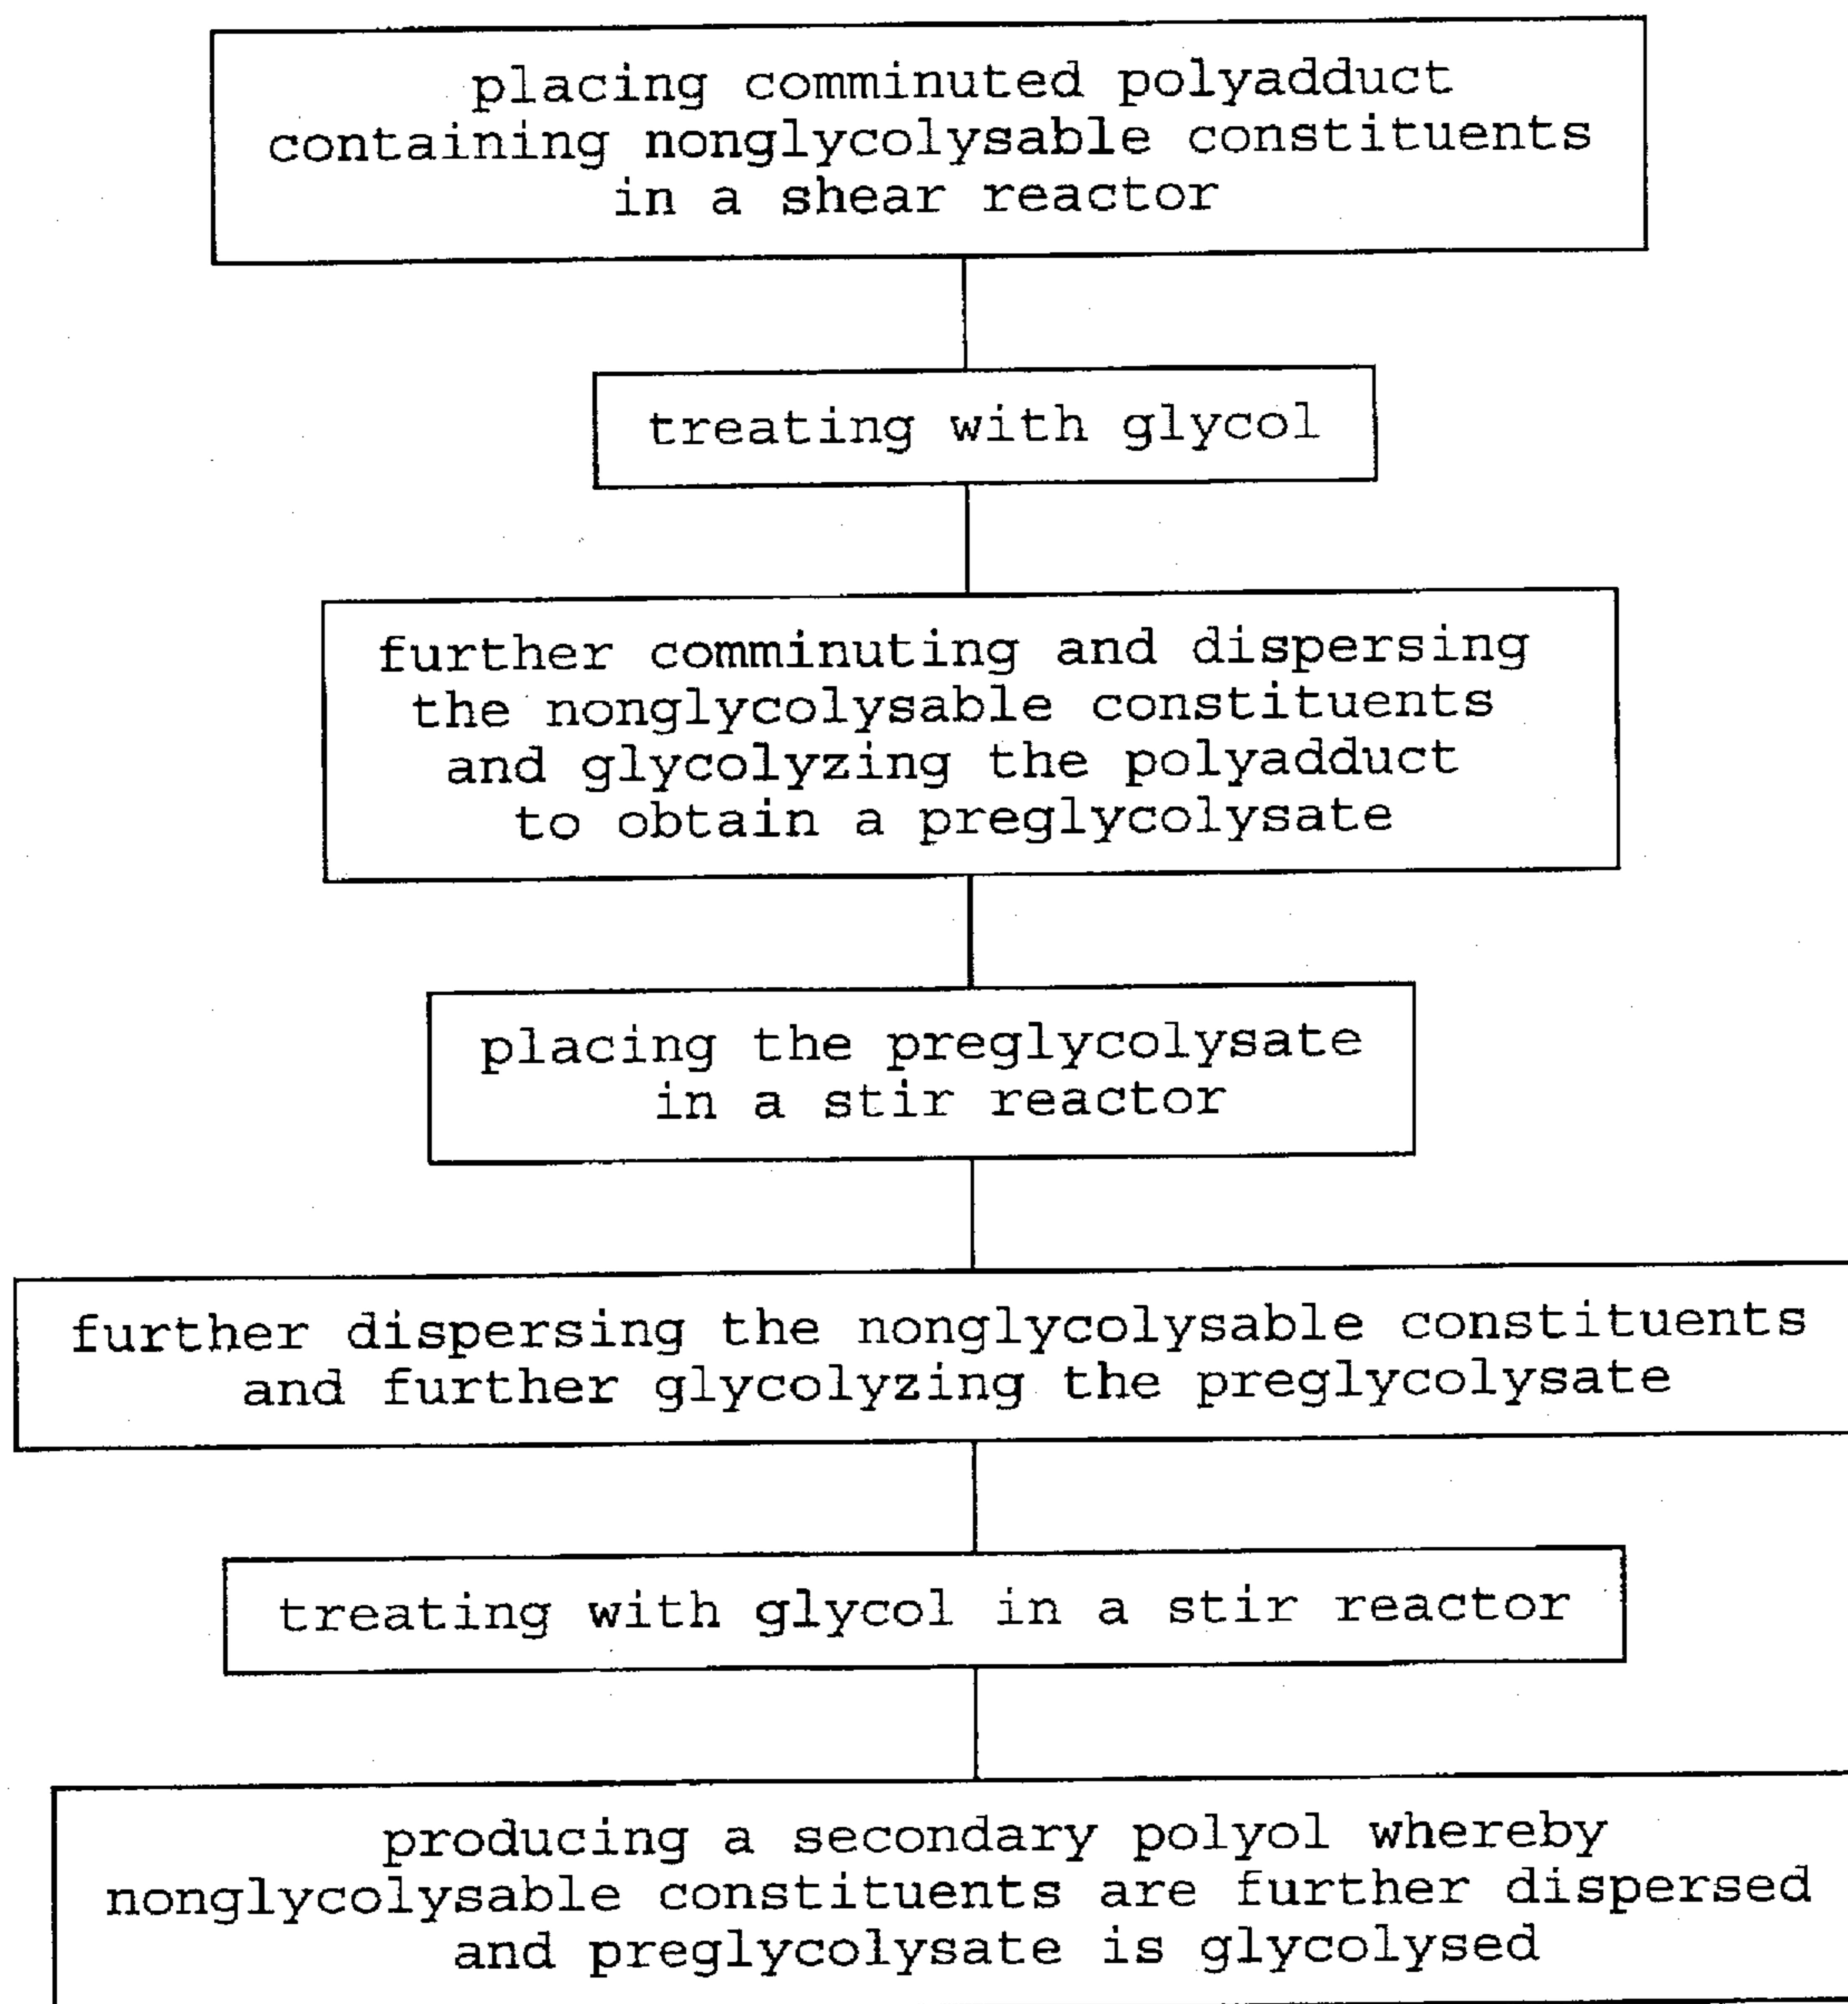 placing comminuted polyadduct
containing nonglycolysable constituents
in a shear reactor
treating with glycol
further comminuting and dispersing
the nonglycolysable constituents
and glycolyzing the polyadduct
to obtain a preglycolysate
placing the preglycolysate
in a stir reactor
further dispersing the nonglycolysable constituents
and further glycolyzing the preglycolysate
treating with glycol in a stir reactor
producing a secondary polyol whereby
nonglycolysable constituents are further dispersed
and preglycolysate is glycolysed